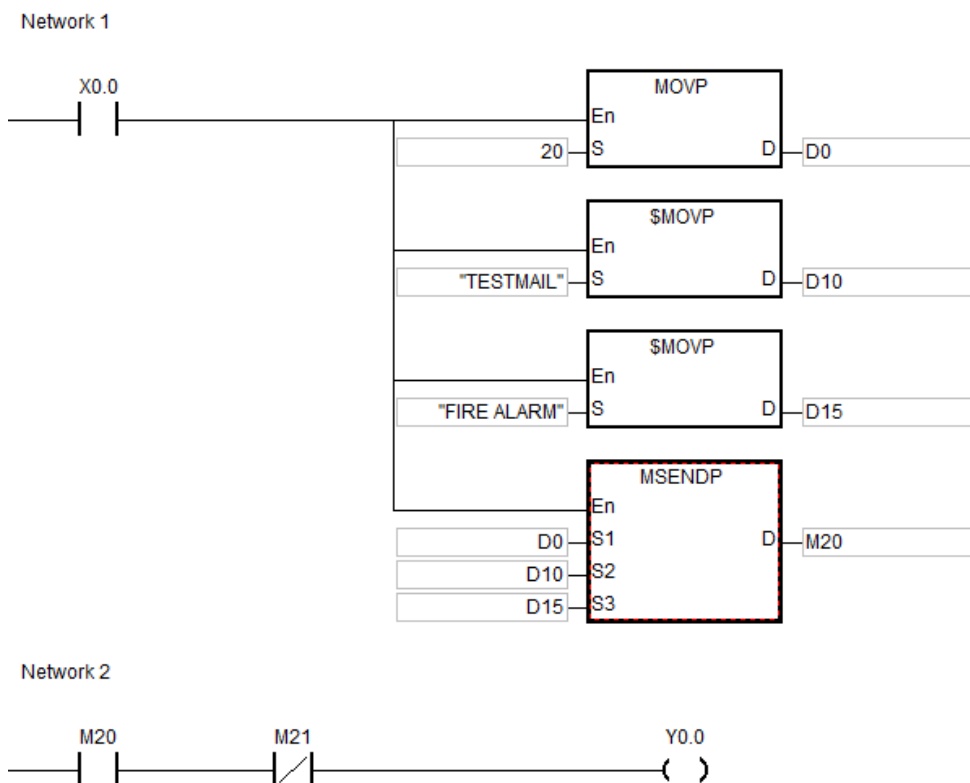 Network 1
X0.0
MOVP
En
20 S D D0
$MOVP
En
"TESTMAIL" S D D10
$MOVP
En
"FIRE ALARM" S D D15
MSENDP
En
D0 S1 D M20
D10 S2
D15 S3
Network 2
M20 M21 Y0.0